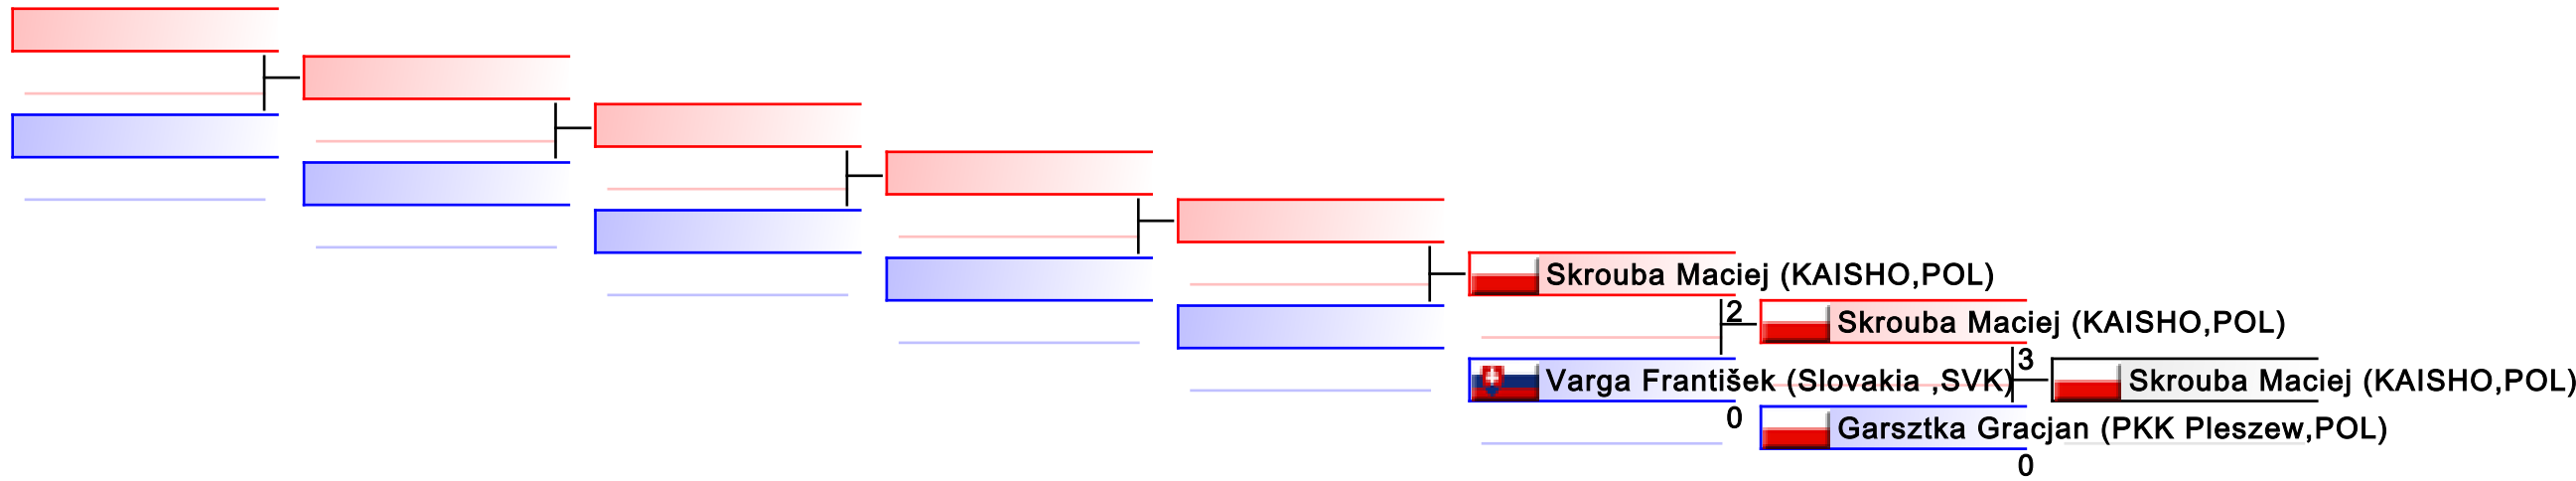 Skrouba Maciej (KAISHO,POL)
2
Skrouba Maciej (KAISHO,POL)
3
Varga František (Slovakia ,SVK)
Skrouba Maciej (KAISHO,POL)
0
Garsztka Gracjan (PKK Pleszew,POL)
0